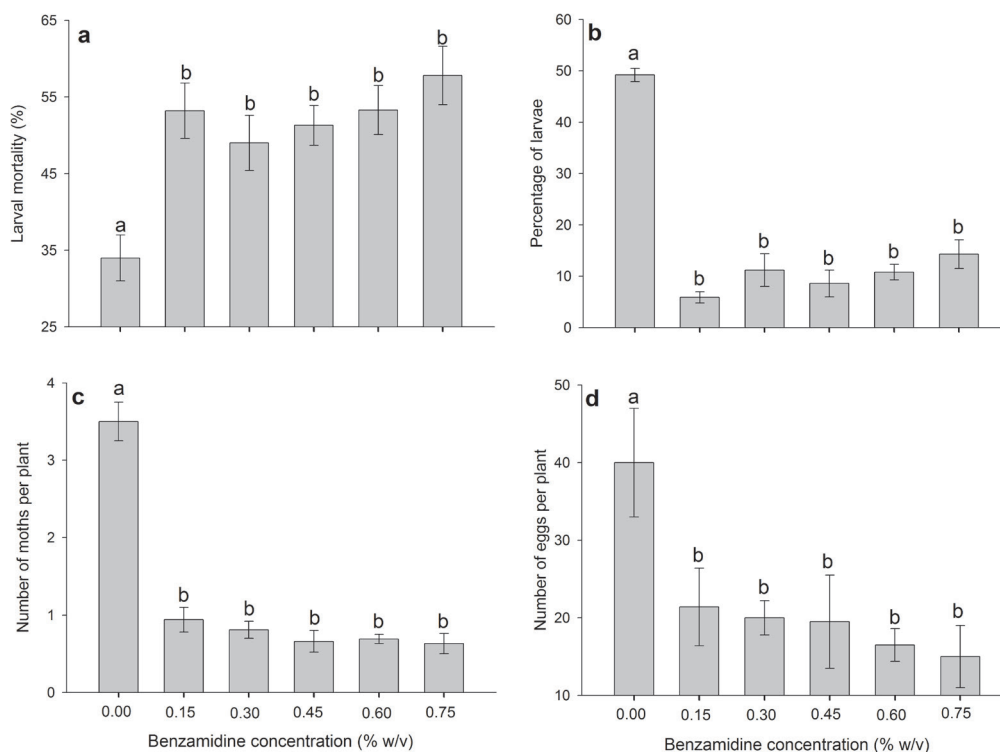 a
Larval mortality (%)
65
55
45
35
25
a
b
b
b
b
b
b
Percentage of larvae
60
50
40
30
20
10
0
a
b
b
b
b
b
c
Number of moths per plant
4
3
2
1
0
a
b
b
b
b
b
0.00 0.15 0.30 0.45 0.60 0.75
Benzamidine concentration (% w/v)
d
Number of eggs per plant
50
40
30
20
10
a
b
b
b
b
b
0.00 0.15 0.30 0.45 0.60 0.75
Benzamidine concentration (% w/v)